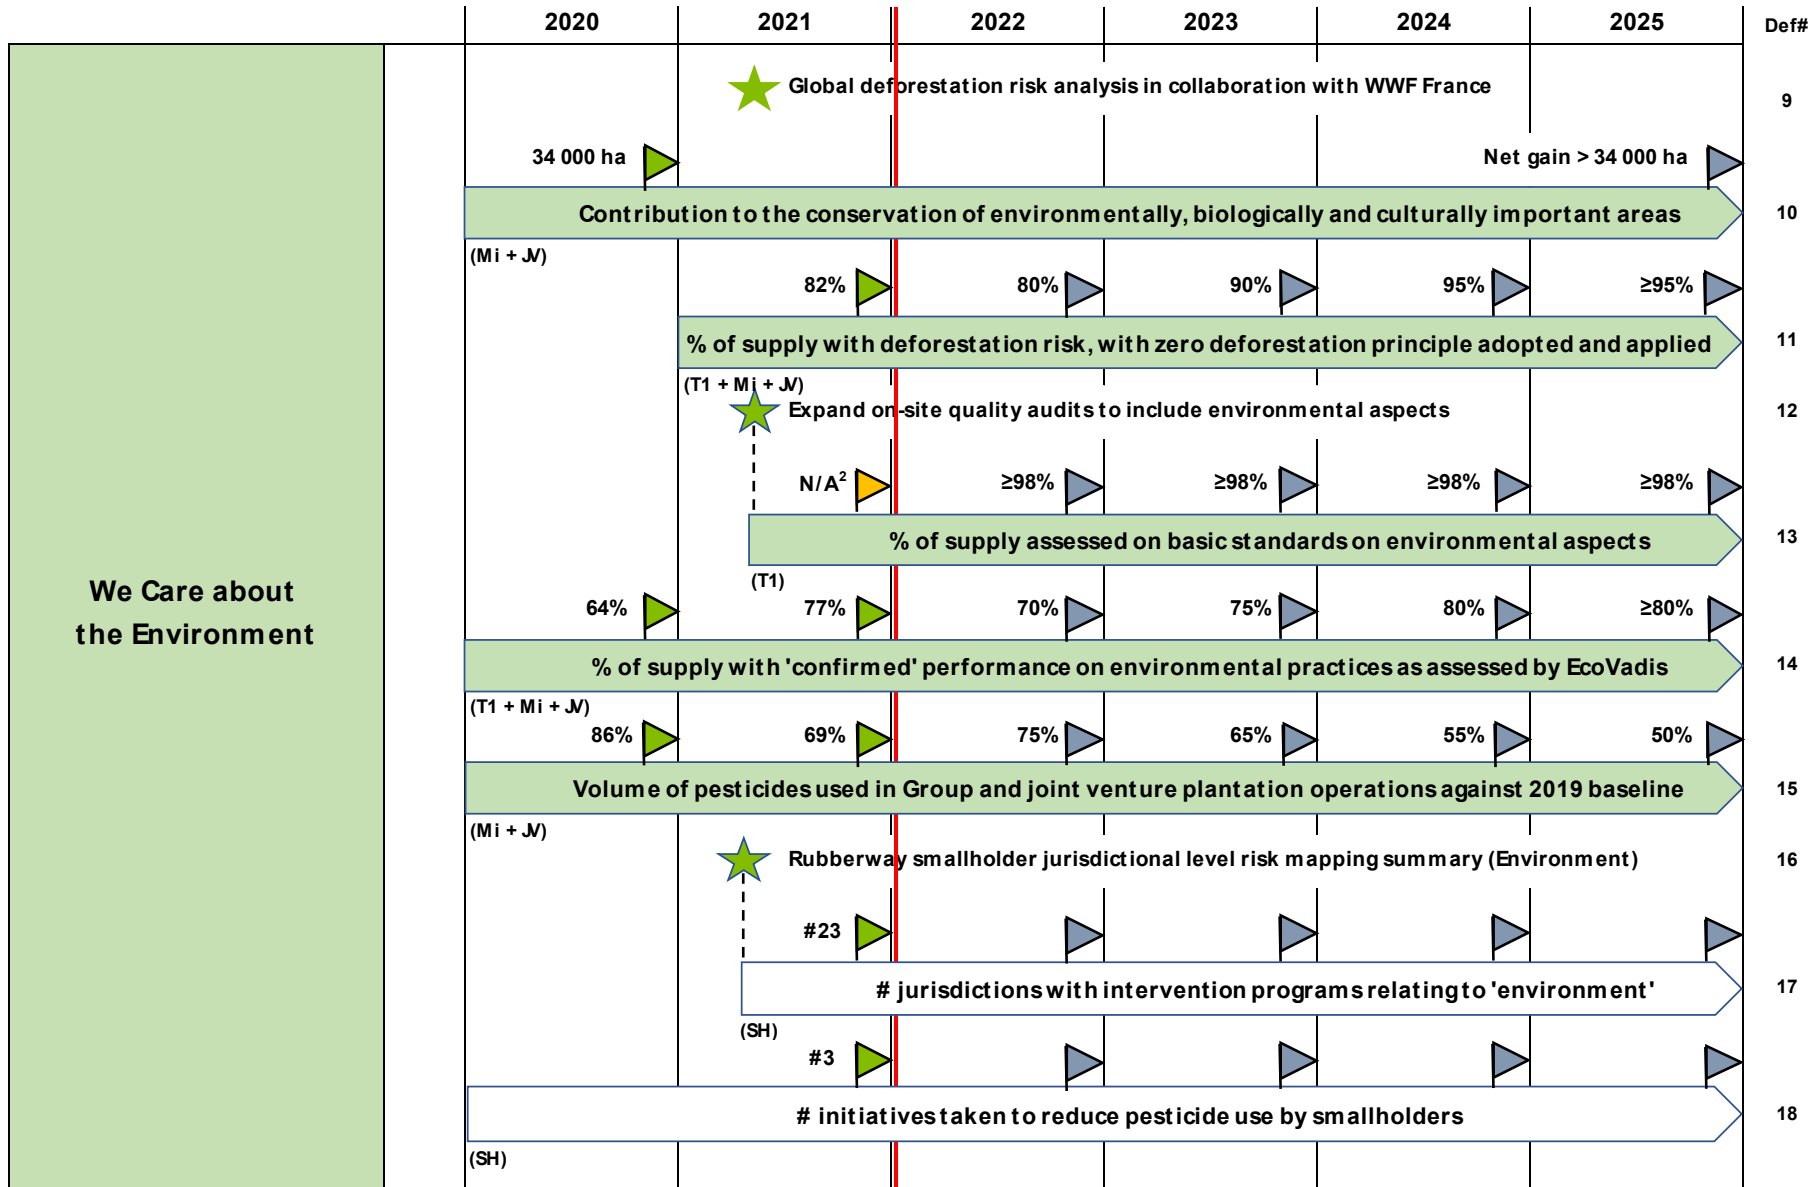 2020 2021 2022 2023 2024 2025 Def#
Global deforestation risk analysis in collaboration with WWF France 9
34 000 ha Net gain > 34 000 ha
Contribution to the conservation of environmentally, biologically and culturally important areas 10
(Mi + JV)
82% 80% 90% 95% ≥95%
% of supply with deforestation risk, with zero deforestation principle adopted and applied 11
(T1 + Mi + JV)
Expand on-site quality audits to include environmental aspects 12
N/A² ≥98% ≥98% ≥98% ≥98%
% of supply assessed on basic standards on environmental aspects 13
(T1)
We Care about
the Environment
64% 77% 70% 75% 80% ≥80%
% of supply with 'confirmed' performance on environmental practices as assessed by EcoVadis 14
(T1 + Mi + JV)
86% 69% 75% 65% 55% 50%
Volume of pesticides used in Group and joint venture plantation operations against 2019 baseline 15
(Mi + JV)
Rubberway smallholder jurisdictional level risk mapping summary (Environment) 16
#23
# jurisdictions with intervention programs relating to 'environment' 17
(SH)
#3
# initiatives taken to reduce pesticide use by smallholders 18
(SH)